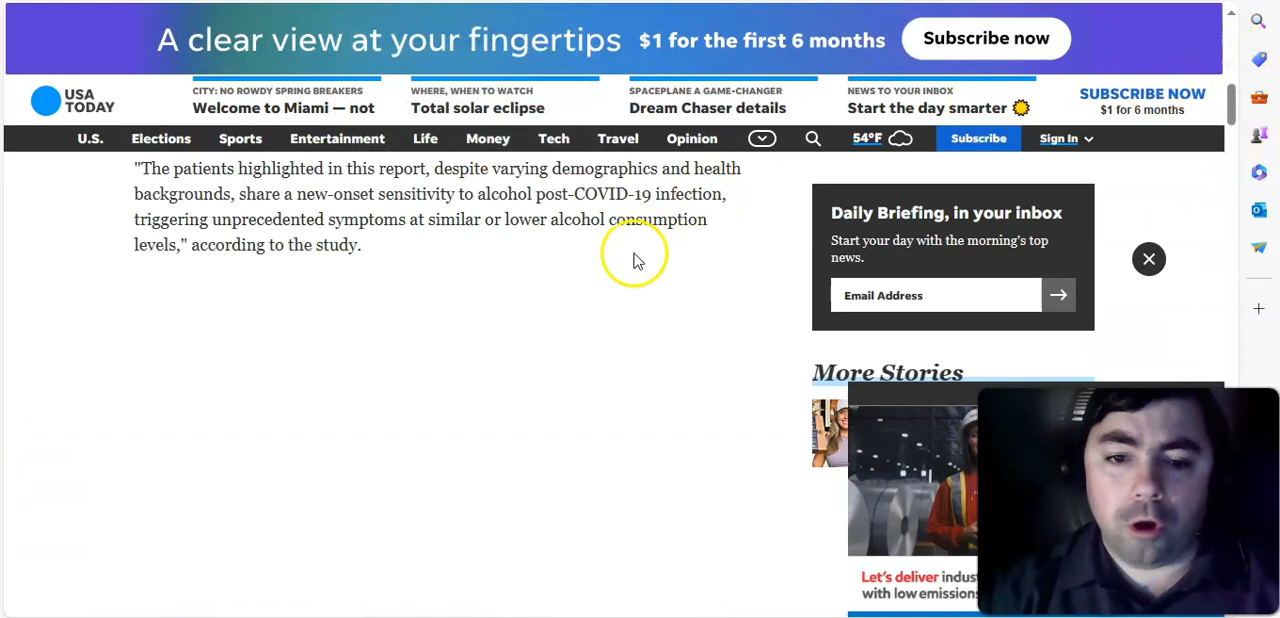 A clear view at your fingertips $1 for the first 6 months Subscribe now
USA TODAY
CITY: NO ROWDY SPRING BREAKERS
Welcome to Miami — not
WHERE, WHEN TO WATCH
Total solar eclipse
SPACEPLANE A GAME-CHANGER
Dream Chaser details
NEWS TO YOUR INBOX
Start the day smarter
SUBSCRIBE NOW
$1 for 6 months
U.S. Elections Sports Entertainment Life Money Tech Travel Opinion 54°F Subscribe Sign In
"The patients highlighted in this report, despite varying demographics and health
backgrounds, share a new-onset sensitivity to alcohol post-COVID-19 infection,
triggering unprecedented symptoms at similar or lower alcohol consumption
levels," according to the study.
Daily Briefing, in your inbox
Start your day with the morning's top
news.
Email Address
More Stories
Let's deliver
with low emissions